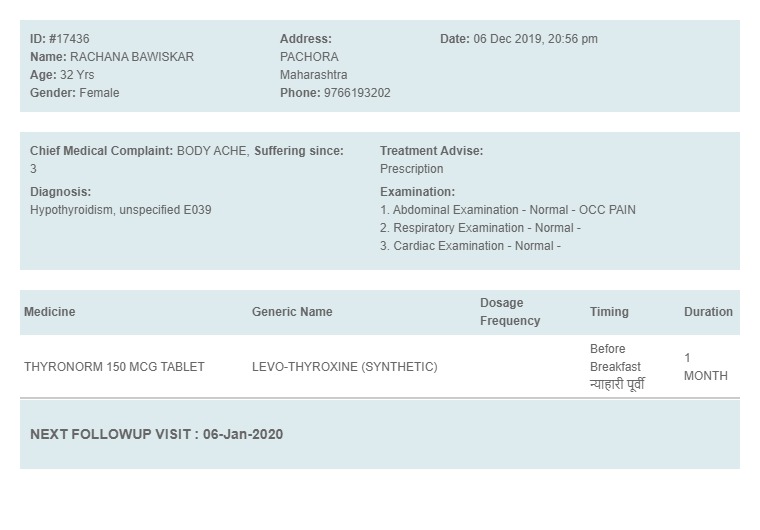 ID: #17436
Name: RACHANA BAWISKAR
Age: 32 Yrs
Gender: Female
Address:
PACHORA
Maharashtra
Phone: 9766193202
Date: 06 Dec 2019, 20:56 pm
Chief Medical Complaint: BODY ACHE, Suffering since:
3
Diagnosis:
Hypothyroidism, unspecified E039
Treatment Advise:
Prescription
Examination:
1. Abdominal Examination - Normal - OCC PAIN
2. Respiratory Examination - Normal -
3. Cardiac Examination - Normal -
Medicine
Generic Name
Dosage
Frequency
Timing
Duration
THYRONORM 150 MCG TABLET
LEVO-THYROXINE (SYNTHETIC)
Before
Breakfast
न्याहारी पूर्वी
1
MONTH
NEXT FOLLOWUP VISIT : 06-Jan-2020